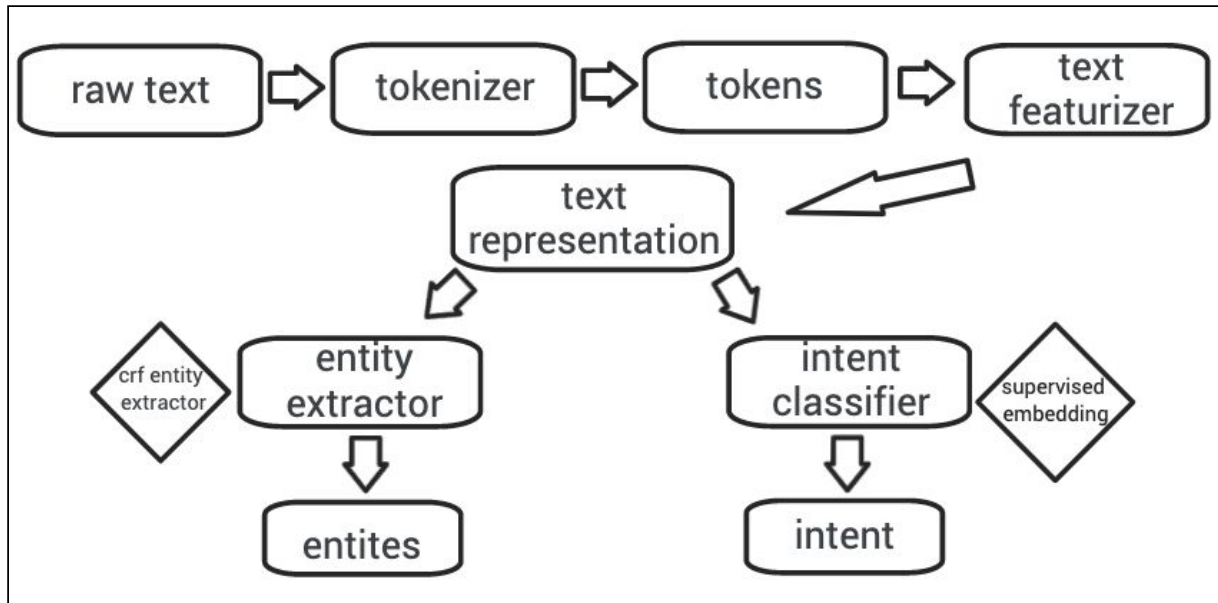 raw text
tokenizer
tokens
text
featurizer
text
representation
crf entity
extractor
entity
extractor
intent
classifier
supervised
embedding
entites
intent